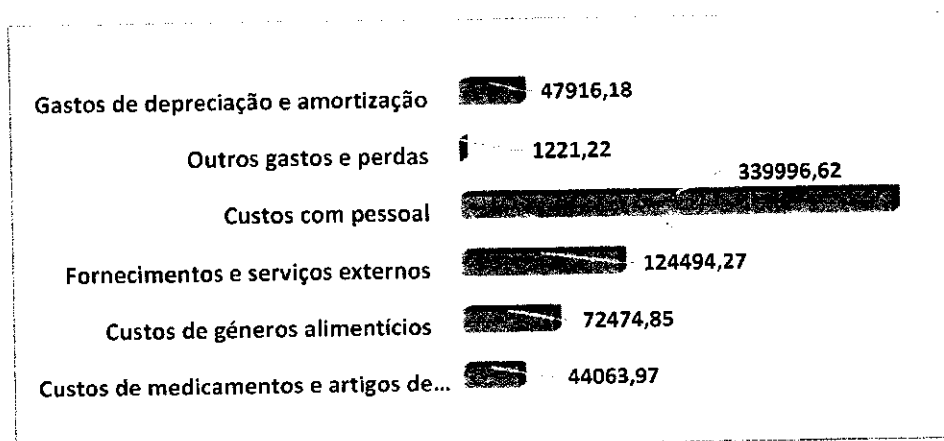 Gastos de depreciação e amortização 47916,18
Outros gastos e perdas 1221,22
339996,62
Custos com pessoal
Fornecimentos e serviços externos 124494,27
Custos de géneros alimentícios 72474,85
Custos de medicamentos e artigos de... 44063,97